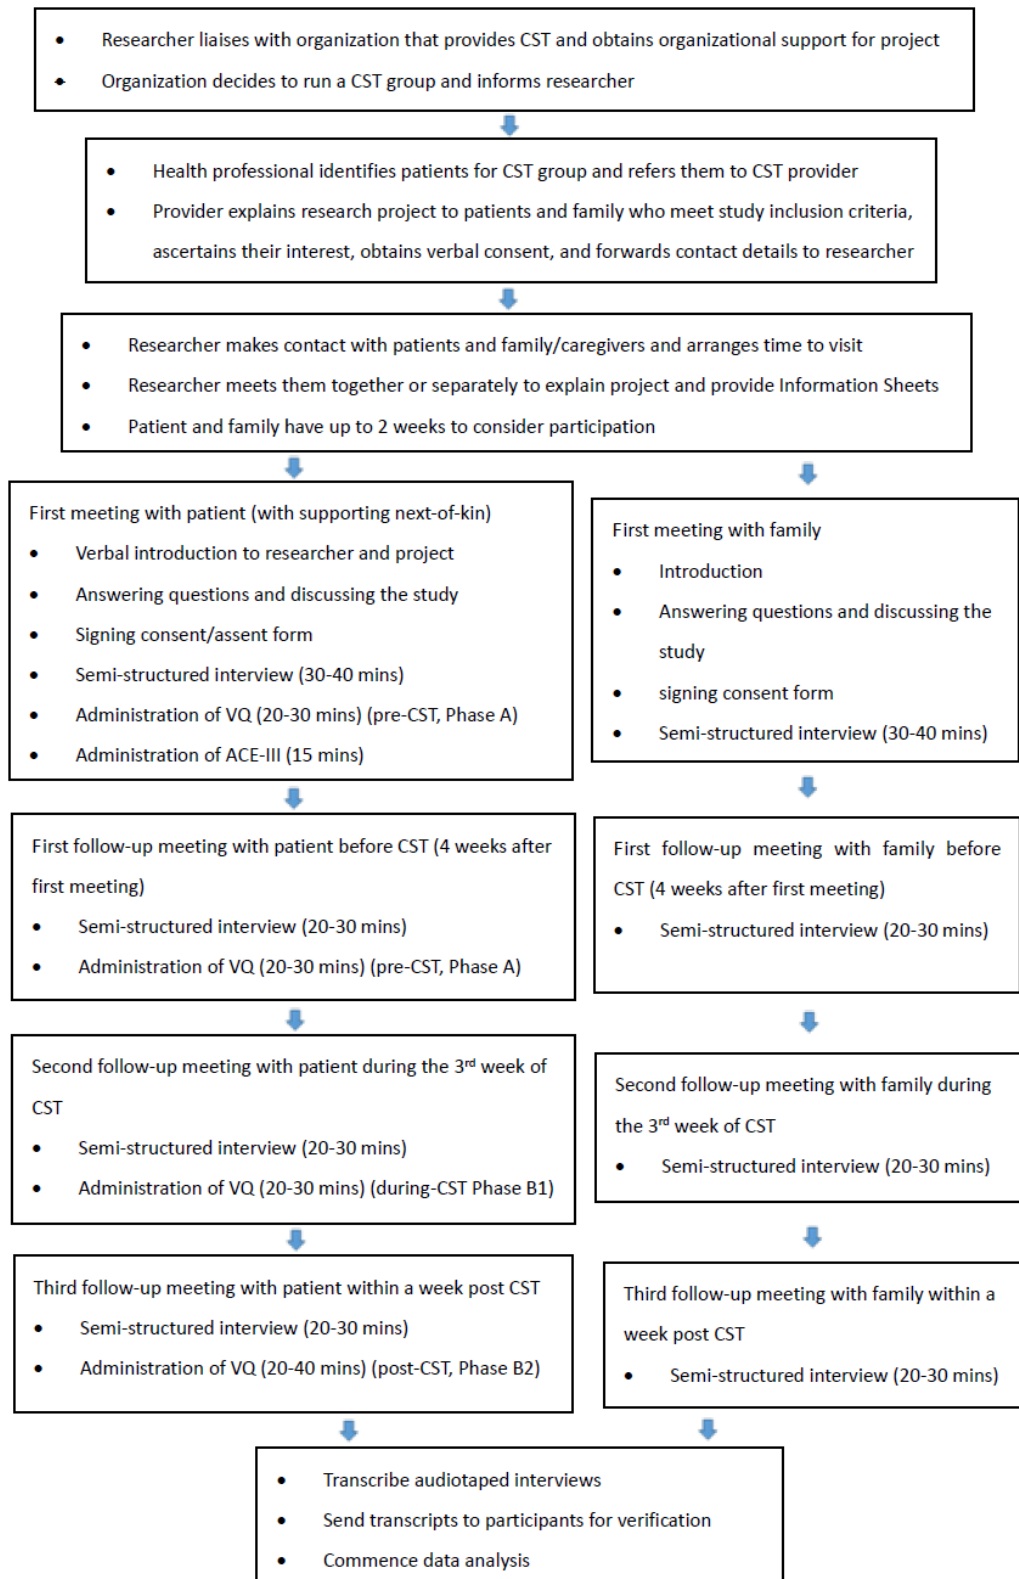 • Researcher liaises with organization that provides CST and obtains organizational support for project
• Organization decides to run a CST group and informs researcher
• Health professional identifies patients for CST group and refers them to CST provider
• Provider explains research project to patients and family who meet study inclusion criteria,
ascertains their interest, obtains verbal consent, and forwards contact details to researcher
• Researcher makes contact with patients and family/caregivers and arranges time to visit
• Researcher meets them together or separately to explain project and provide Information Sheets
• Patient and family have up to 2 weeks to consider participation
First meeting with patient (with supporting next-of-kin)
• Verbal introduction to researcher and project
• Answering questions and discussing the study
• Signing consent/assent form
• Semi-structured interview (30-40 mins)
• Administration of VQ (20-30 mins) (pre-CST, Phase A)
• Administration of ACE-III (15 mins)
First meeting with family
• Introduction
• Answering questions and discussing the
study
• signing consent form
• Semi-structured interview (30-40 mins)
First follow-up meeting with patient before CST (4 weeks after
first meeting)
• Semi-structured interview (20-30 mins)
• Administration of VQ (20-30 mins) (pre-CST, Phase A)
First follow-up meeting with family before
CST (4 weeks after first meeting)
• Semi-structured interview (20-30 mins)
Second follow-up meeting with patient during the 3rd week of
CST
• Semi-structured interview (20-30 mins)
• Administration of VQ (20-30 mins) (during-CST Phase B1)
Second follow-up meeting with family during
the 3rd week of CST
• Semi-structured interview (20-30 mins)
Third follow-up meeting with patient within a week post CST
• Semi-structured interview (20-30 mins)
• Administration of VQ (20-40 mins) (post-CST, Phase B2)
Third follow-up meeting with family within a
week post CST
• Semi-structured interview (20-30 mins)
• Transcribe audiotaped interviews
• Send transcripts to participants for verification
• Commence data analysis